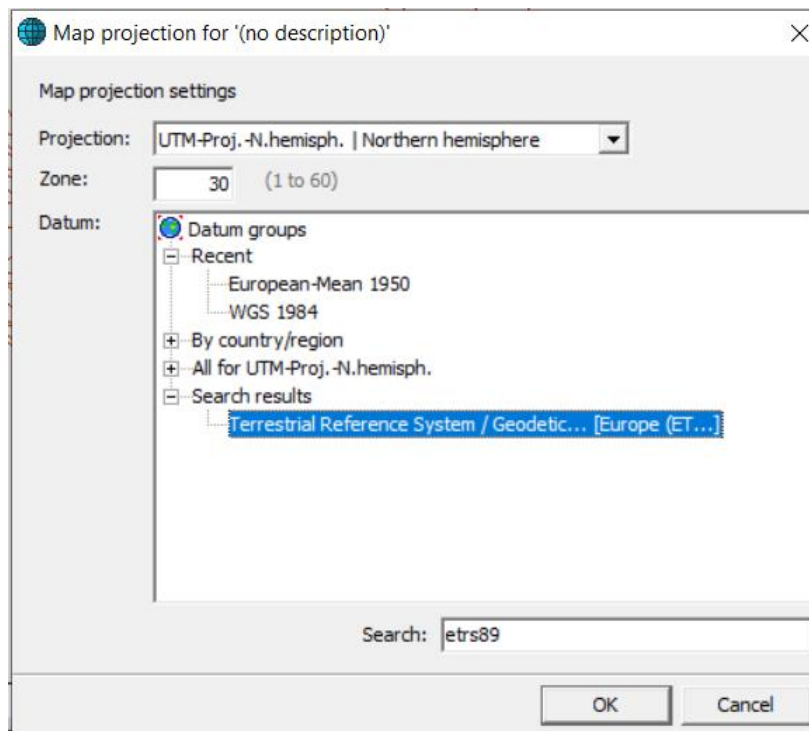 Map projection for '(no description)'
Map projection settings
Projection: UTM-Proj.-N.hemisph. | Northern hemisphere
Zone: 30 (1 to 60)
Datum: Datum groups
Recent
European-Mean 1950
WGS 1984
By country/region
All for UTM-Proj.-N.hemisph.
Search results
Terrestrial Reference System / Geodetic... [Europe (ET...]
Search: etrs89
OK Cancel